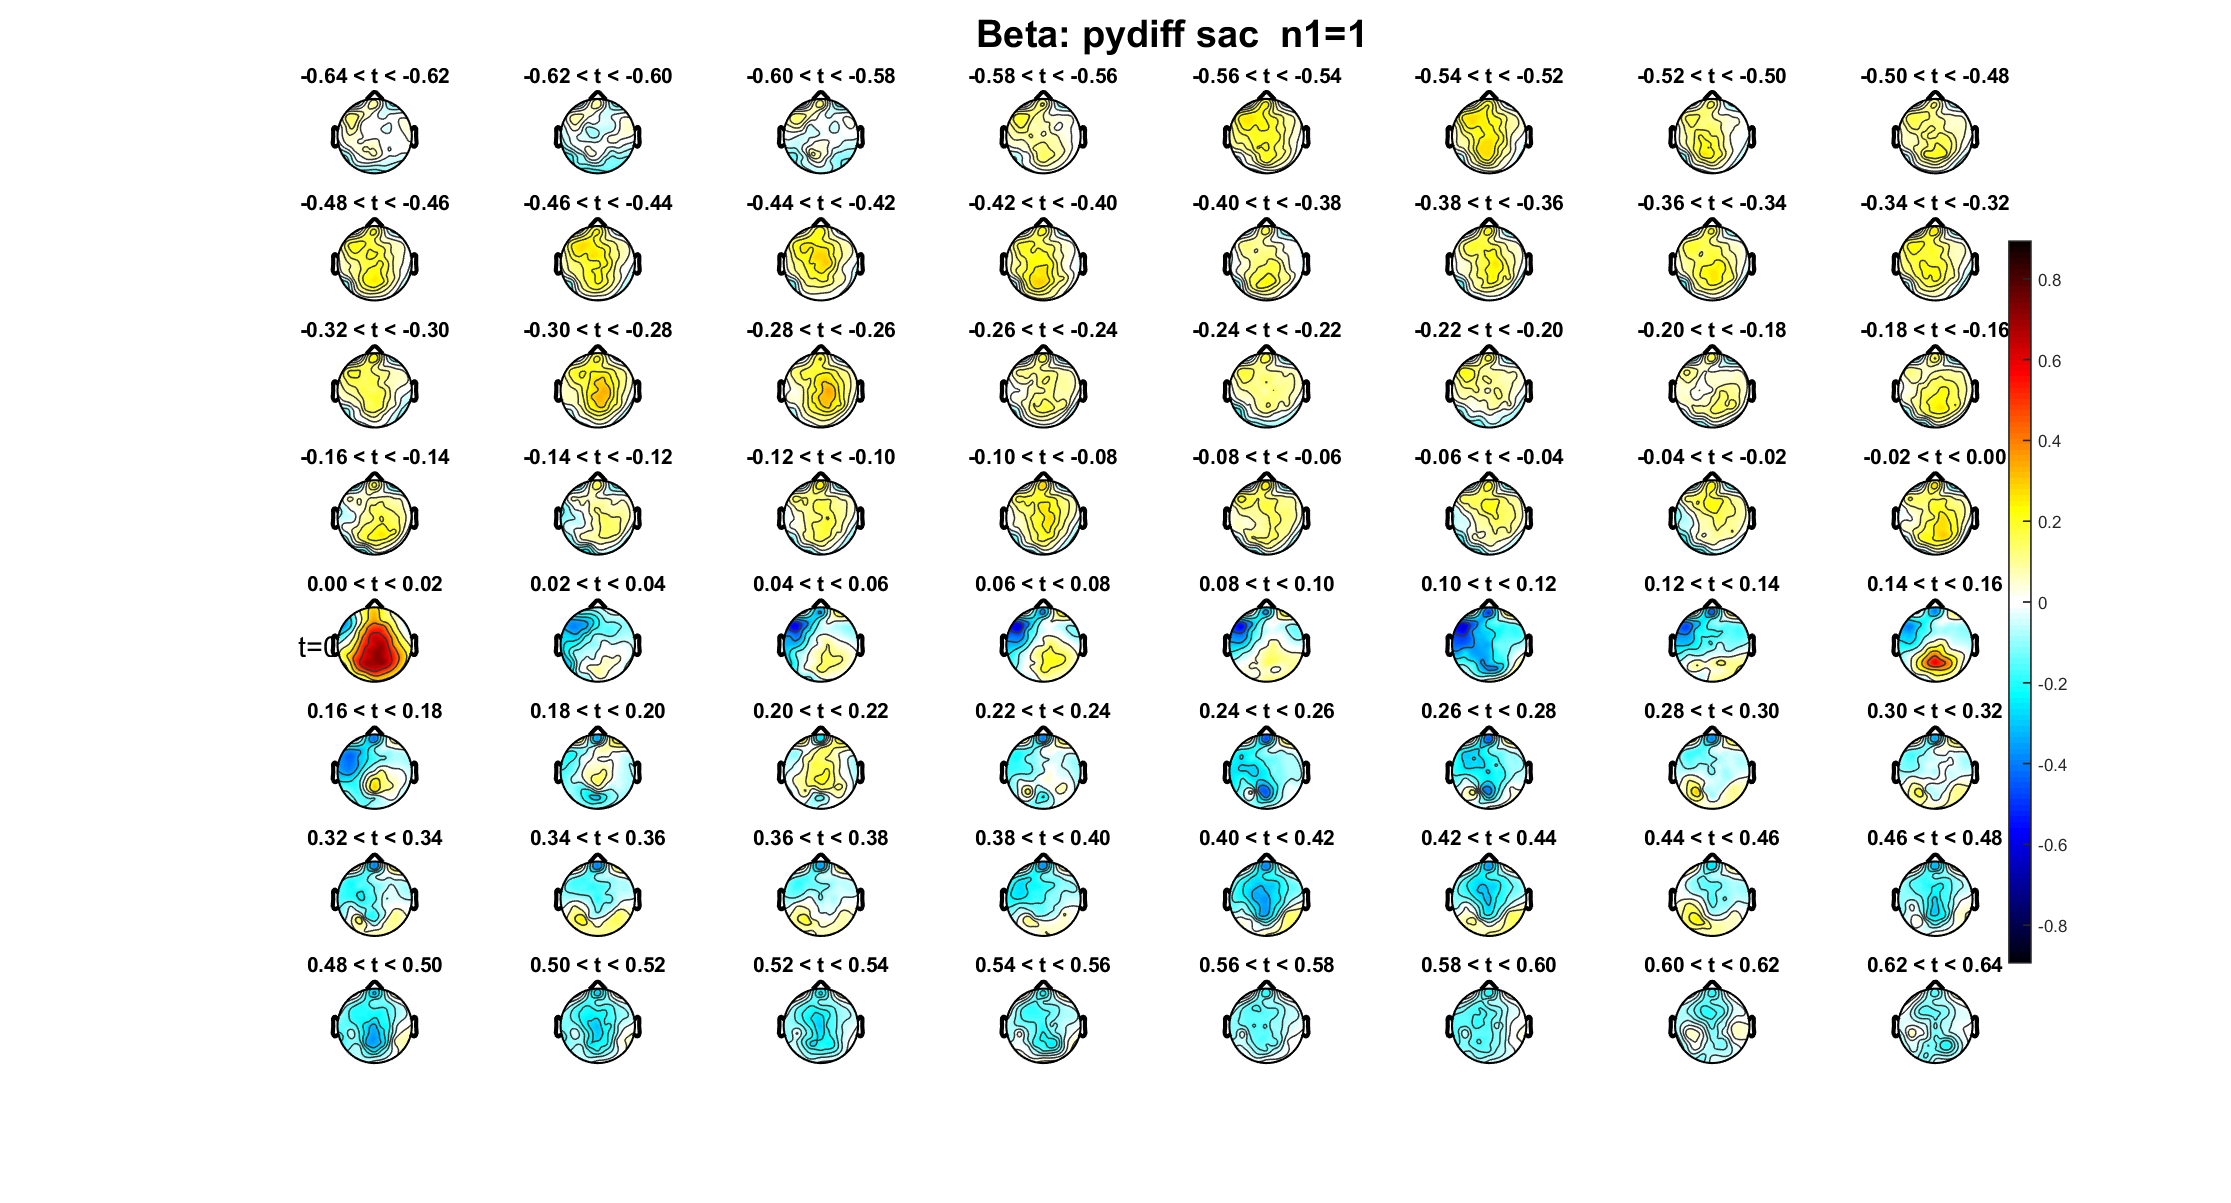 Beta: pydiff sac  n1=1
-0.64 < t < -0.62 -0.62 < t < -0.60 -0.60 < t < -0.58 -0.58 < t < -0.56 -0.56 < t < -0.54 -0.54 < t < -0.52 -0.52 < t < -0.50 -0.50 < t < -0.48
-0.48 < t < -0.46 -0.46 < t < -0.44 -0.44 < t < -0.42 -0.42 < t < -0.40 -0.40 < t < -0.38 -0.38 < t < -0.36 -0.36 < t < -0.34 -0.34 < t < -0.32
-0.32 < t < -0.30 -0.30 < t < -0.28 -0.28 < t < -0.26 -0.26 < t < -0.24 -0.24 < t < -0.22 -0.22 < t < -0.20 -0.20 < t < -0.18 -0.18 < t < -0.16
-0.16 < t < -0.14 -0.14 < t < -0.12 -0.12 < t < -0.10 -0.10 < t < -0.08 -0.08 < t < -0.06 -0.06 < t < -0.04 -0.04 < t < -0.02 -0.02 < t < 0.00
0.00 < t < 0.02 0.02 < t < 0.04 0.04 < t < 0.06 0.06 < t < 0.08 0.08 < t < 0.10 0.10 < t < 0.12 0.12 < t < 0.14 0.14 < t < 0.16
t=0
0.16 < t < 0.18 0.18 < t < 0.20 0.20 < t < 0.22 0.22 < t < 0.24 0.24 < t < 0.26 0.26 < t < 0.28 0.28 < t < 0.30 0.30 < t < 0.32
0.32 < t < 0.34 0.34 < t < 0.36 0.36 < t < 0.38 0.38 < t < 0.40 0.40 < t < 0.42 0.42 < t < 0.44 0.44 < t < 0.46 0.46 < t < 0.48
0.48 < t < 0.50 0.50 < t < 0.52 0.52 < t < 0.54 0.54 < t < 0.56 0.56 < t < 0.58 0.58 < t < 0.60 0.60 < t < 0.62 0.62 < t < 0.64
0.8
0.6
0.4
0.2
0
-0.2
-0.4
-0.6
-0.8